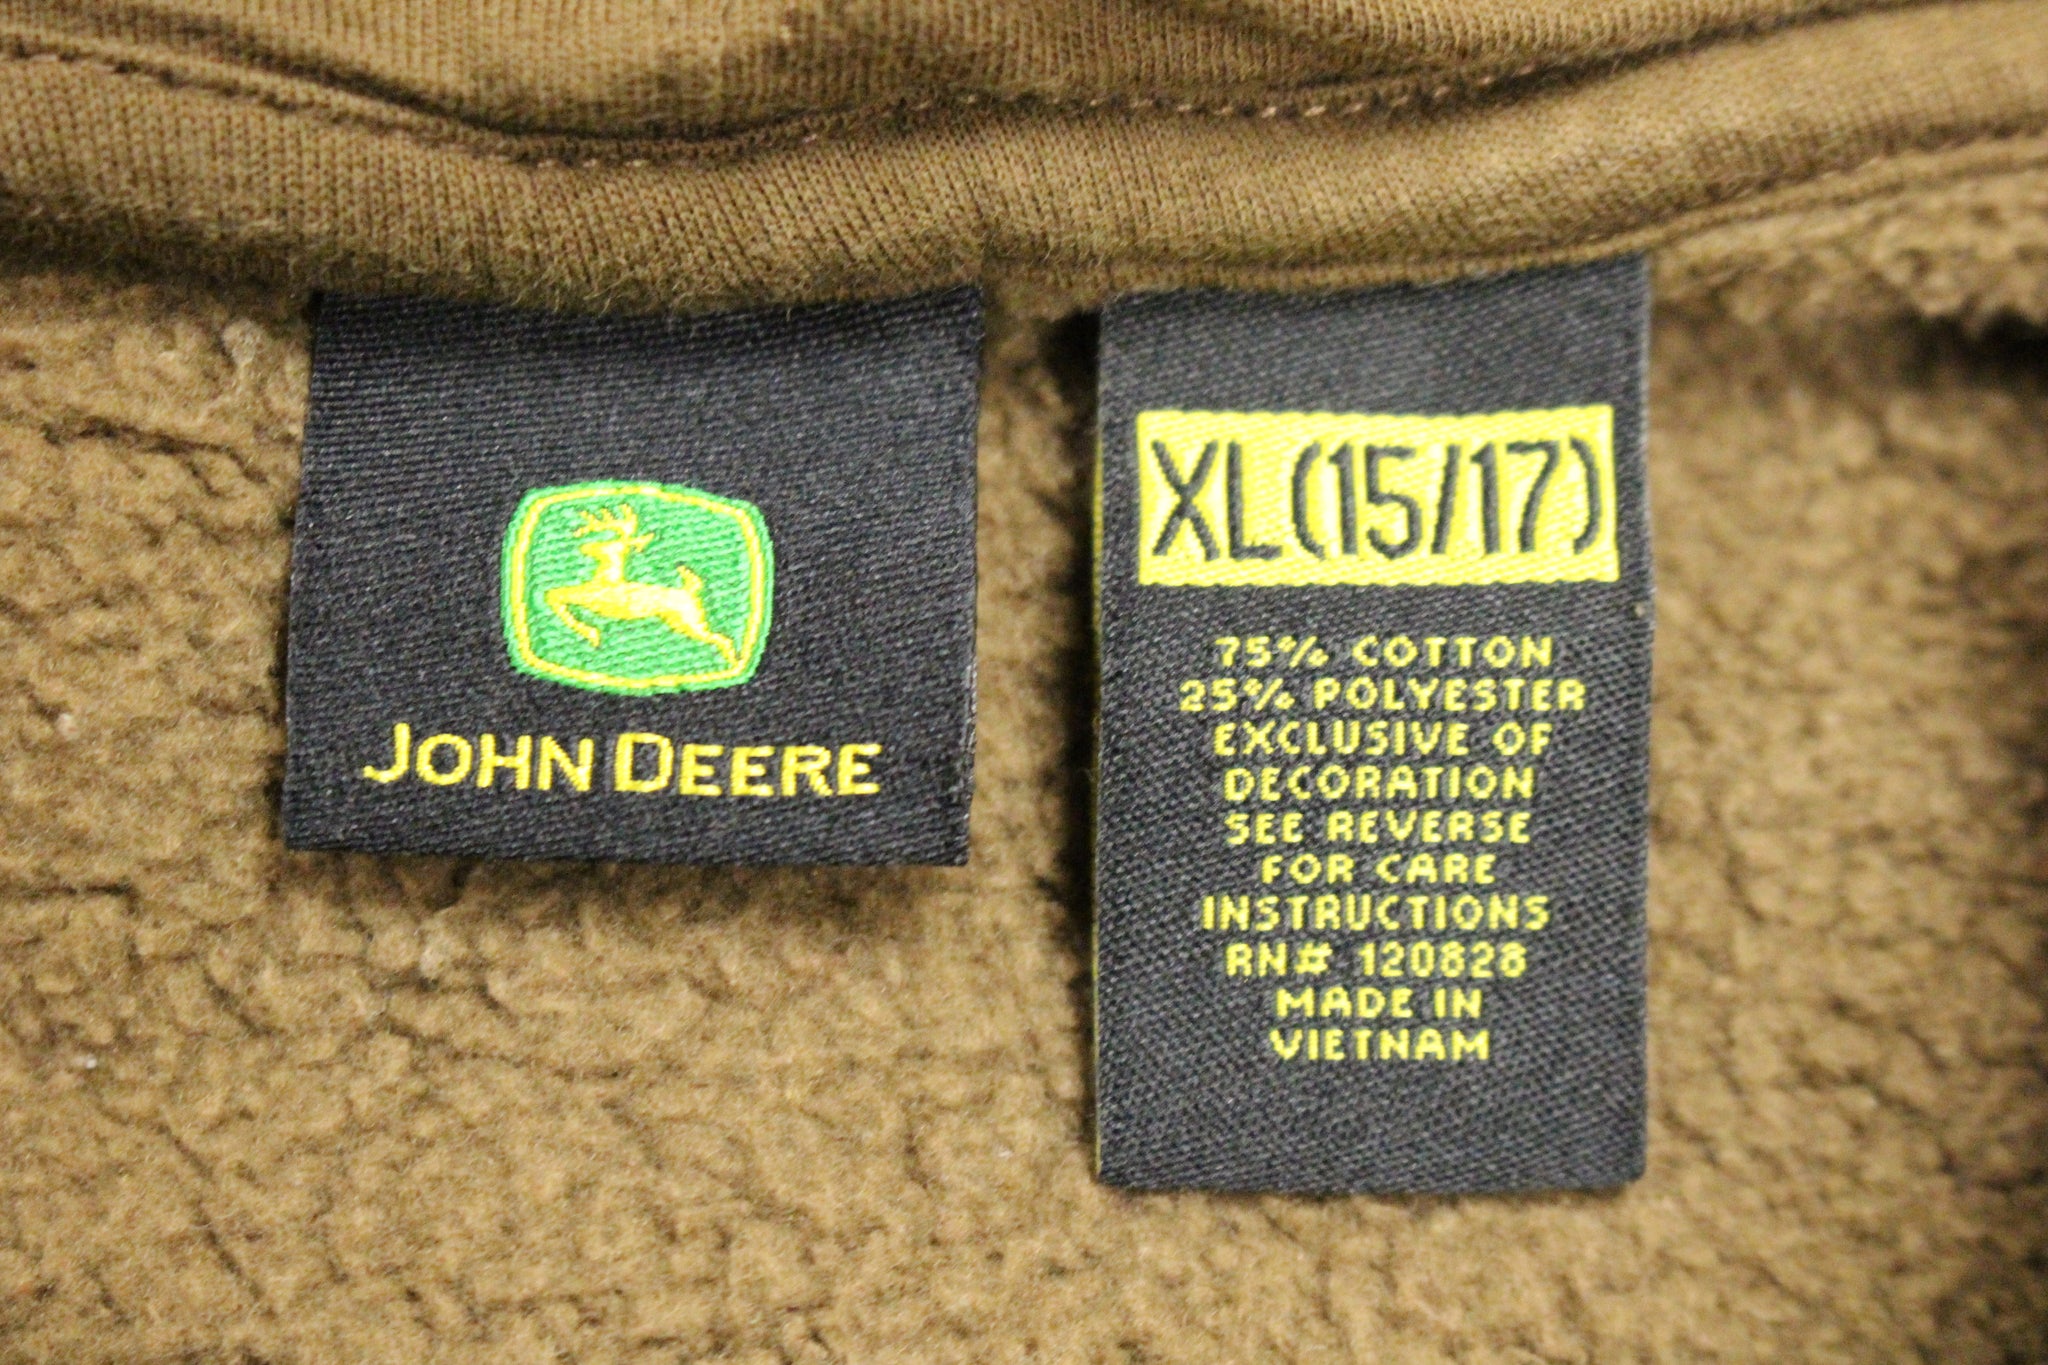 JOHN DEERE
XL(15/17)
75% COTTON
25% POLYESTER
EXCLUSIVE OF
DECORATION
SEE REVERSE
FOR CARE
INSTRUCTIONS
RN# 120828
MADE IN
VIETNAM